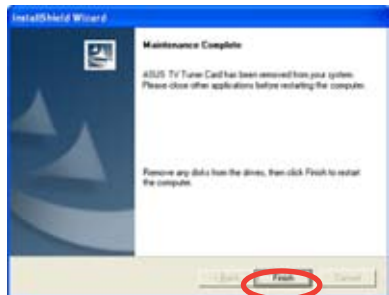 InstallShield Wizard
Maintenance Complete
ASUS TV Tuner Card has been removed from your system.
Please close other applications before restarting the computer.
Remove any disks from the drives, then click Finish to restart
the computer.
< Back
Finish
Cancel